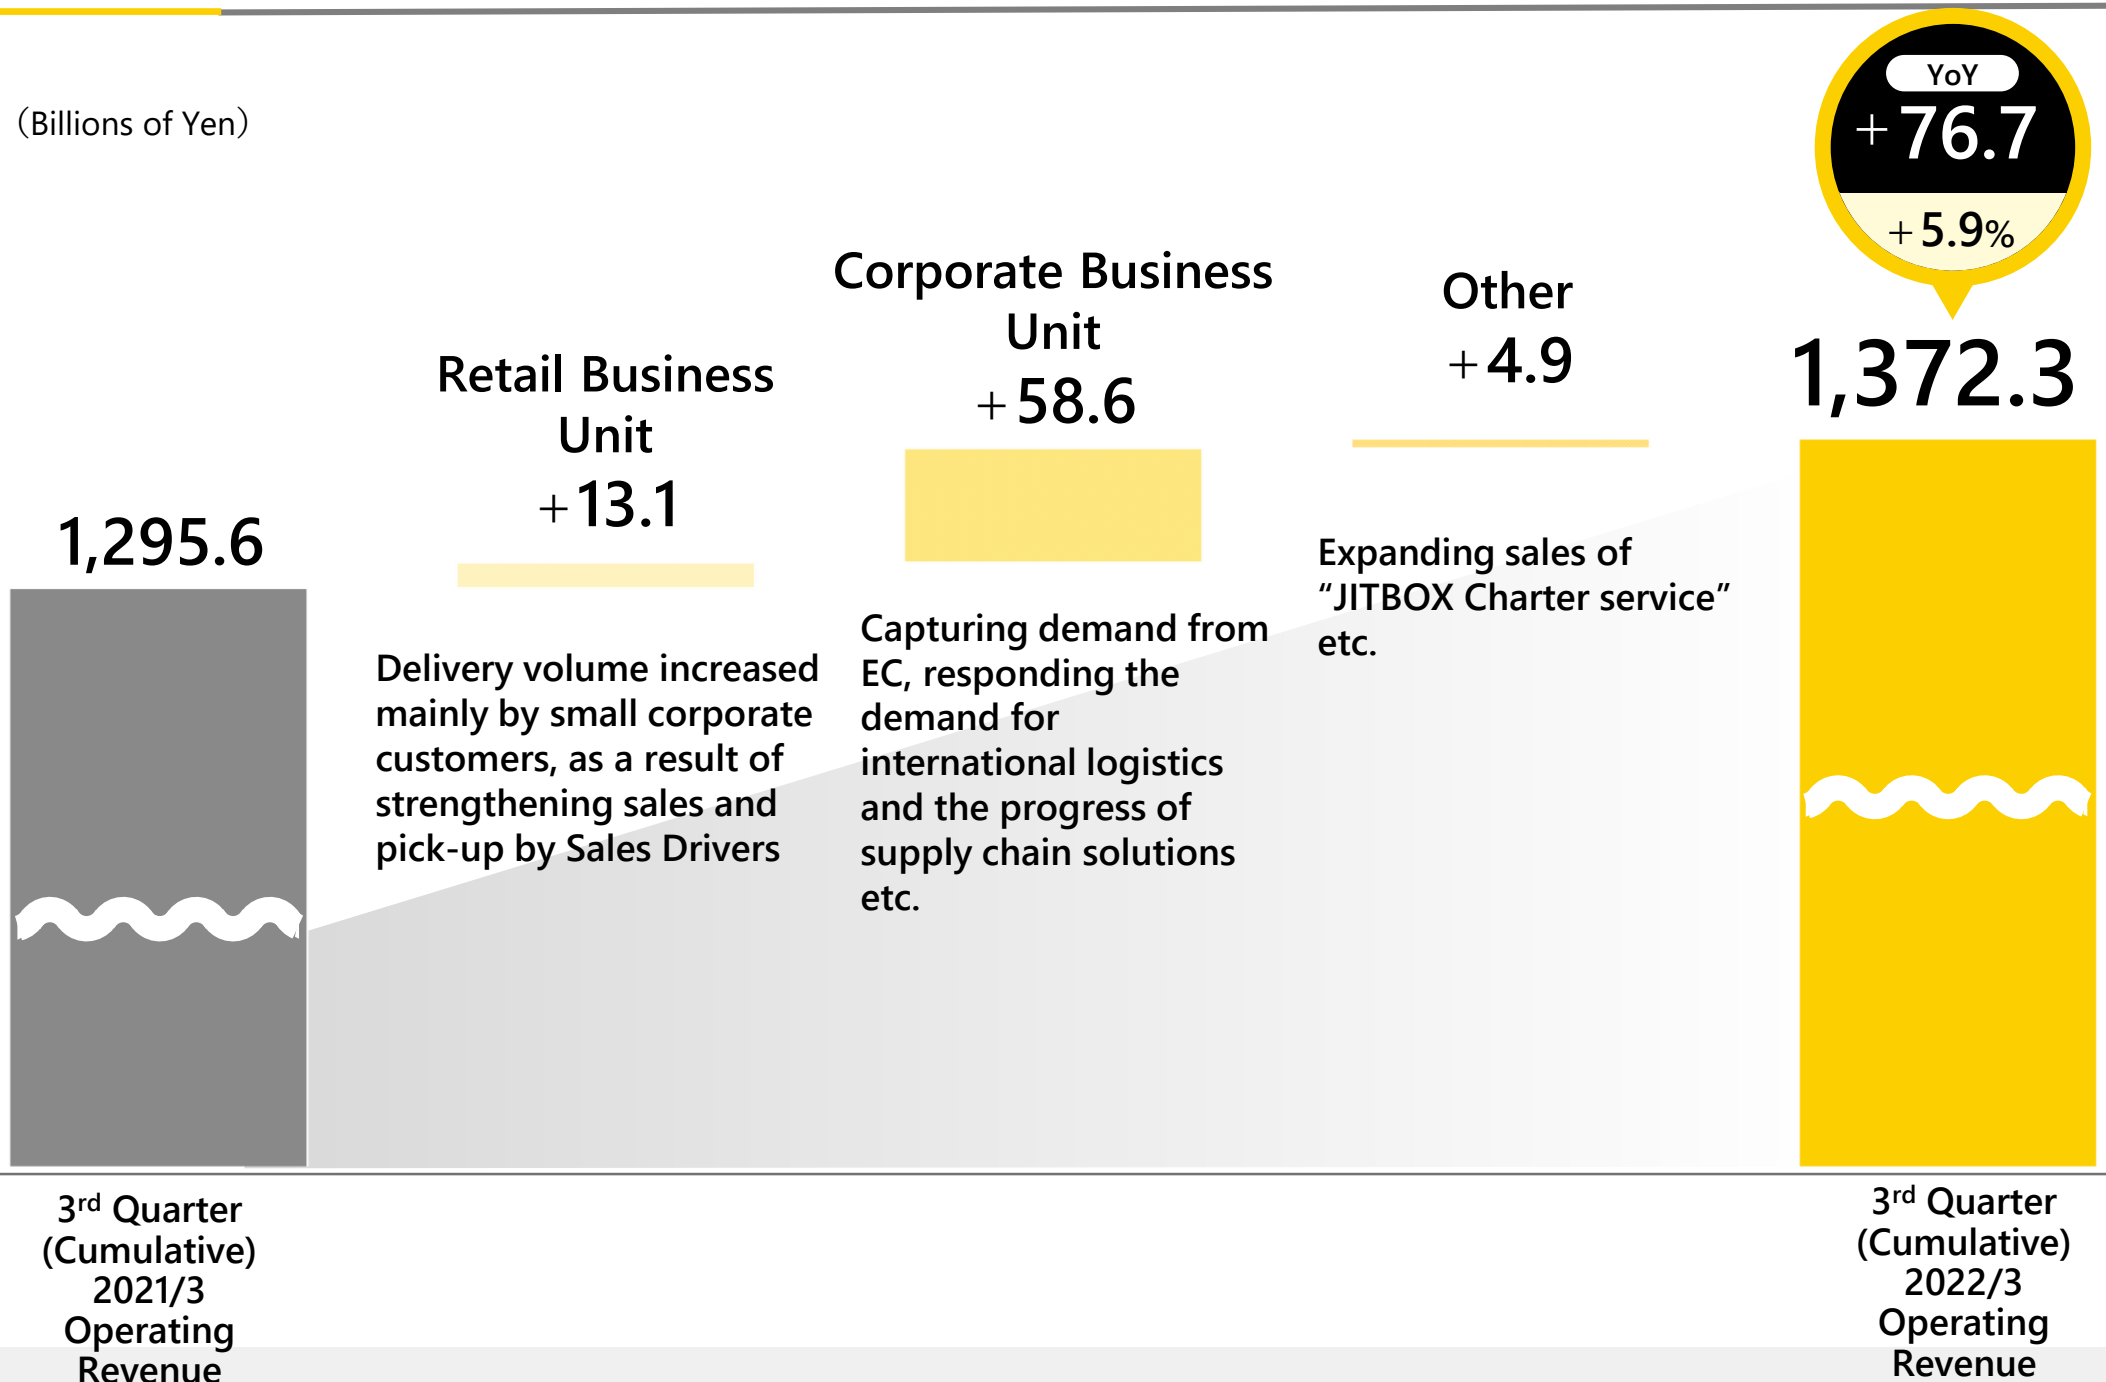 （Billions of Yen）
YoY
+76.7
+5.9%
1,295.6
Retail Business
Unit
+13.1
Delivery volume increased
mainly by small corporate
customers, as a result of
strengthening sales and
pick-up by Sales Drivers
Corporate Business
Unit
+58.6
Capturing demand from
EC, responding the
demand for
international logistics
and the progress of
supply chain solutions
etc.
Other
+4.9
Expanding sales of
“JITBOX Charter service”
etc.
1,372.3
3rd Quarter
(Cumulative)
2021/3
Operating
Revenue
3rd Quarter
(Cumulative)
2022/3
Operating
Revenue